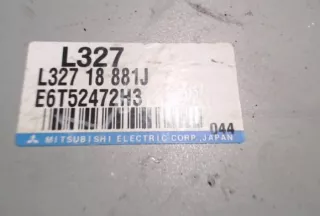 L327
L327 18 881J
E6T52472H3
044
MITSUBISHI ELECTRIC CORP., JAPAN